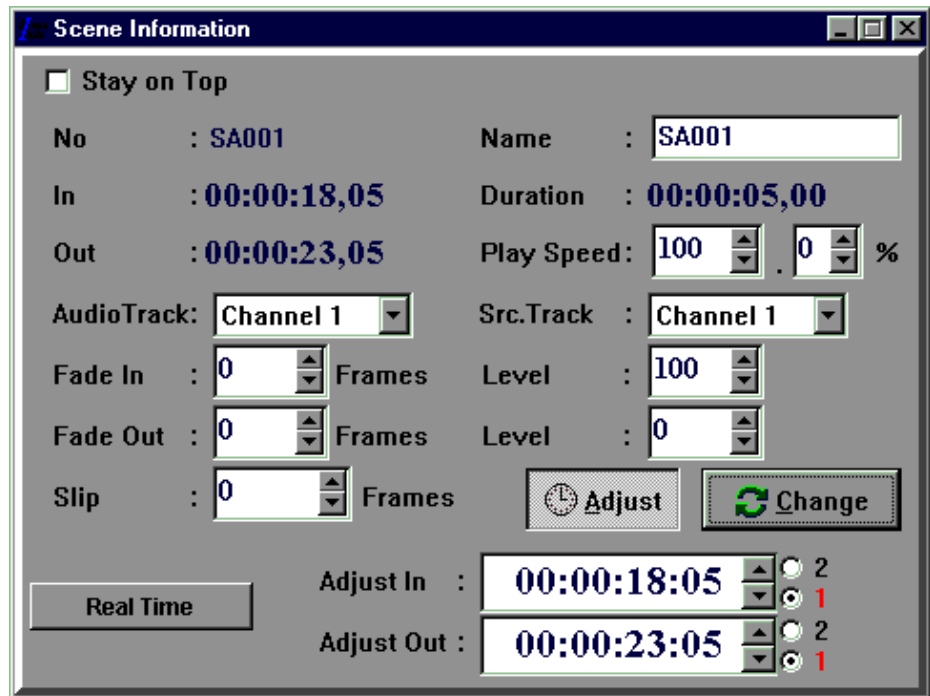 Scene Information
Stay on Top
No : SA001 Name : SA001
In : 00:00:18,05 Duration : 00:00:05,00
Out : 00:00:23,05 Play Speed : 100 . 0 %
AudioTrack: Channel 1 Src.Track : Channel 1
Fade In : 0 Frames Level : 100
Fade Out : 0 Frames Level : 0
Slip : 0 Frames Adjust Change
Adjust In : 00:00:18:05 2
1
Real Time
Adjust Out : 00:00:23:05 2
1